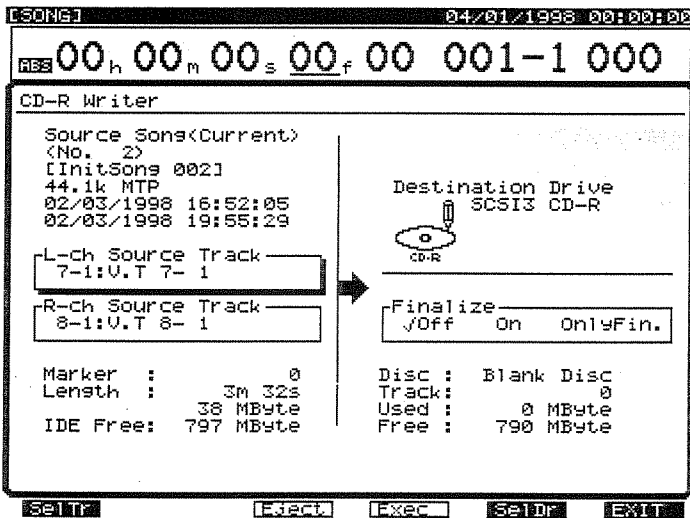 [SONG] 04/01/1998 00:00:00
ABS 00h 00m 00s 00f 00 001-1 000
CD-R Writer
Source Song(Current)
(No. 2)
[InitSong 002]
44.1k MTP
02/03/1998 16:52:05
02/03/1998 19:55:29
L-ch Source Track
7-1:V.T 7- 1
R-ch Source Track
8-1:V.T 8- 1
Marker : 0
Length : 3m 32s
38 MByte
IDE Free: 797 MByte
Destination Drive
SCSI3 CD-R
CD-R
Finalize
√Off On OnlyFin.
Disc : Blank Disc
Track: 0
Used : 0 MByte
Free : 790 MByte
SelTr Eject Exec SelDr EXIT